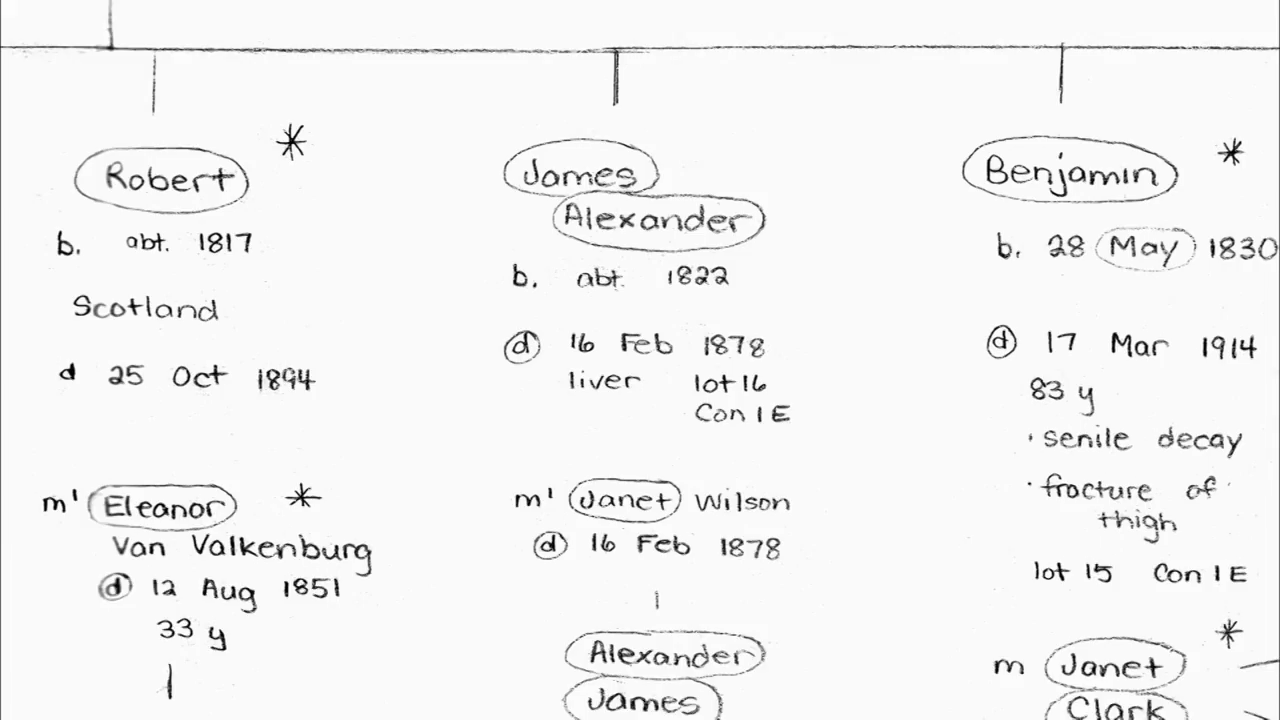 Robert *
b. abt. 1817
Scotland
d 25 Oct 1894
m' Eleanor *
Van Valkenburg
d 12 Aug 1851
33 y
James
Alexander
b. abt. 1822
d 16 Feb 1878
liver lot 16
Con 1 E
m' Janet Wilson
d 16 Feb 1878
Alexander
James
Benjamin *
b. 28 May 1830
d 17 Mar 1914
83 y
· senile decay
· fracture of
thigh
lot 15 Con 1 E
*
m Janet
Clark